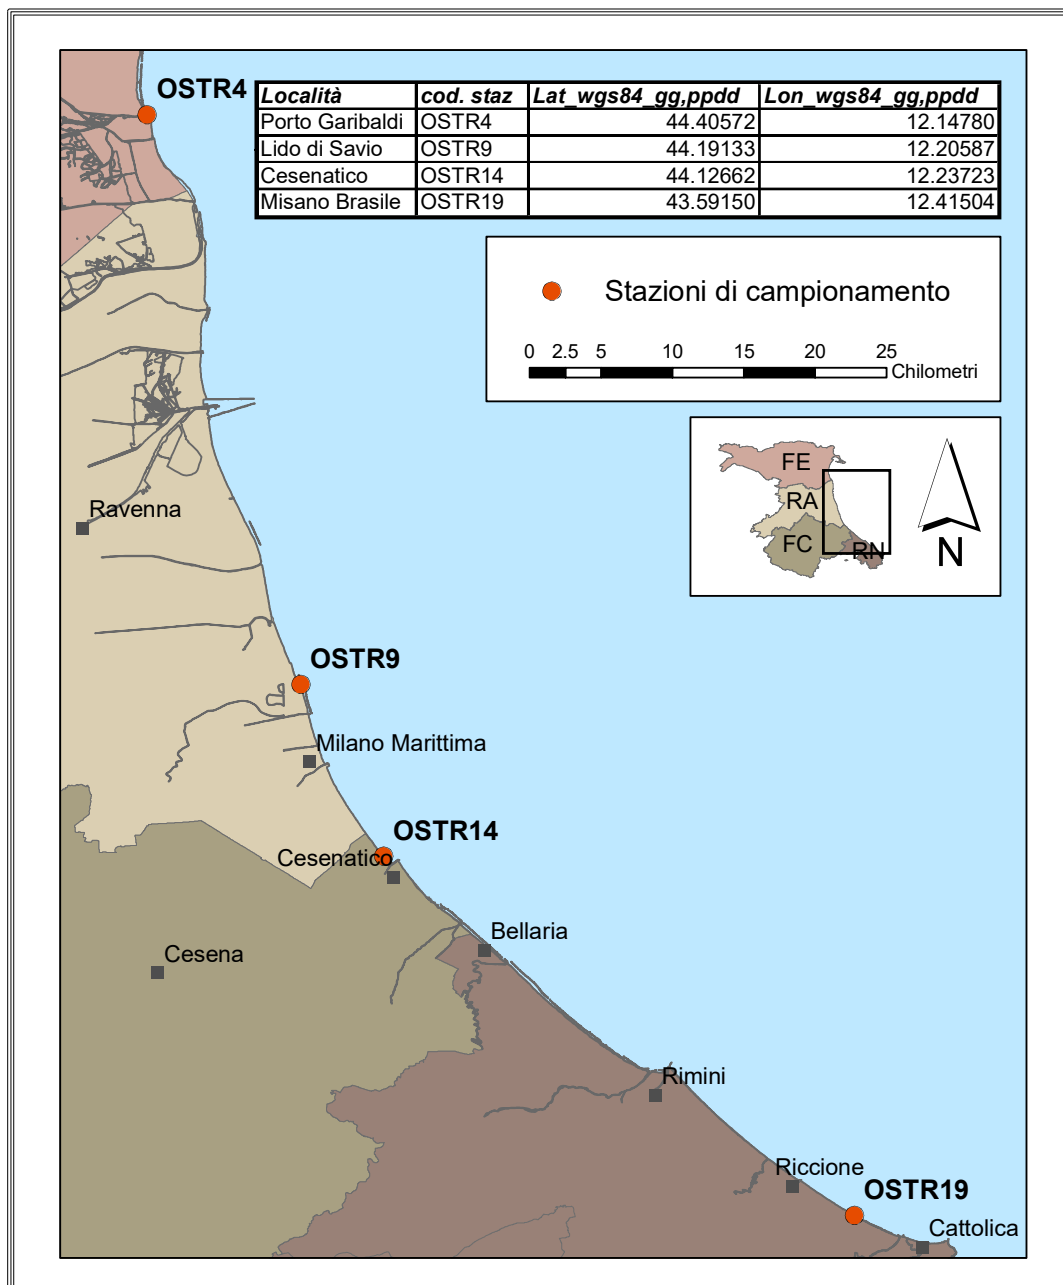 OSTR4
Località cod. staz Lat_wgs84_gg,ppdd Lon_wgs84_gg,ppdd
Porto Garibaldi OSTR4 44.40572 12.14780
Lido di Savio OSTR9 44.19133 12.20587
Cesenatico OSTR14 44.12662 12.23723
Misano Brasile OSTR19 43.59150 12.41504
Stazioni di campionamento
0 2.5 5 10 15 20 25
Chilometri
FE
RA
FC
RN
N
Ravenna
OSTR9
Milano Marittima
OSTR14
Cesenatico
Bellaria
Cesena
Rimini
Riccione
OSTR19
Cattolica